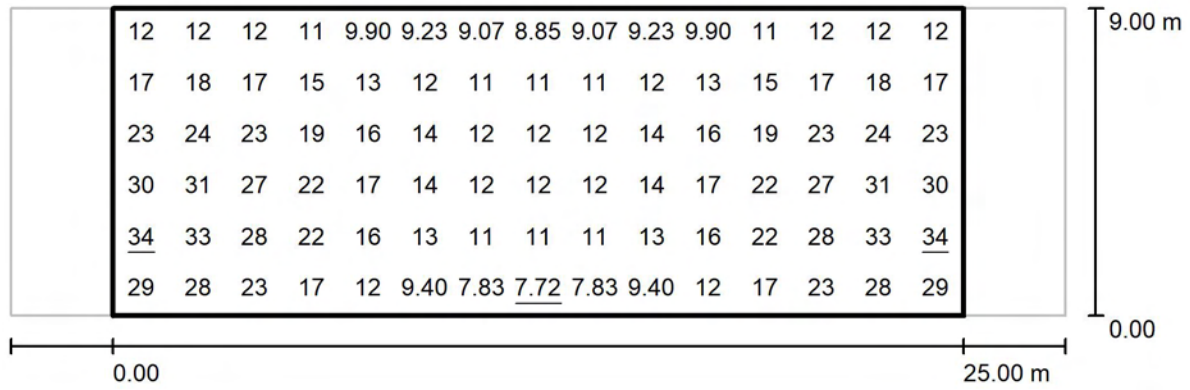 12 12 12 11 9.90 9.23 9.07 8.85 9.07 9.23 9.90 11 12 12 12 9.00 m
17 18 17 15 13 12 11 11 11 12 13 15 17 18 17
23 24 23 19 16 14 12 12 12 14 16 19 23 24 23
30 31 27 22 17 14 12 12 12 14 17 22 27 31 30
34 33 28 22 16 13 11 11 11 13 16 22 28 33 34
29 28 23 17 12 9.40 7.83 7.72 7.83 9.40 12 17 23 28 29
0.00
0.00 25.00 m